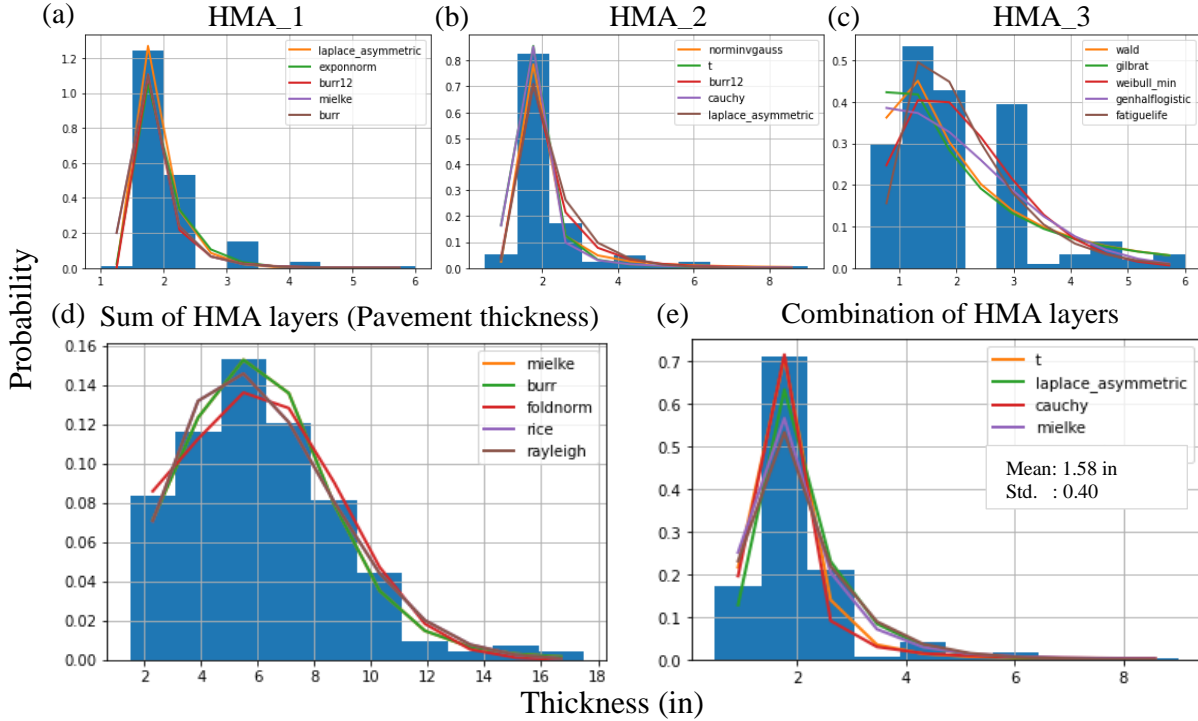 (a) HMA_1
1.2
1.0
0.8
0.6
0.4
0.2
0.0
1 2 3 4 5 6
laplace_asymmetric
exponnorm
burr12
mielke
burr
(b) HMA_2
0.8
0.7
0.6
0.5
0.4
0.3
0.2
0.1
0.0
2 4 6 8
norminvgauss
t
burr12
cauchy
laplace_asymmetric
(c) HMA_3
0.5
0.4
0.3
0.2
0.1
0.0
1 2 3 4 5 6
wald
gilbrat
weibull_min
genhalflogistic
fatiguelife
Probability
(d) Sum of HMA layers (Pavement thickness)
0.16
0.14
0.12
0.10
0.08
0.06
0.04
0.02
0.00
2 4 6 8 10 12 14 16 18
mielke
burr
foldnorm
rice
rayleigh
(e) Combination of HMA layers
0.7
0.6
0.5
0.4
0.3
0.2
0.1
0.0
2 4 6 8
t
laplace_asymmetric
cauchy
mielke
Mean: 1.58 in
Std. : 0.40
Thickness (in)